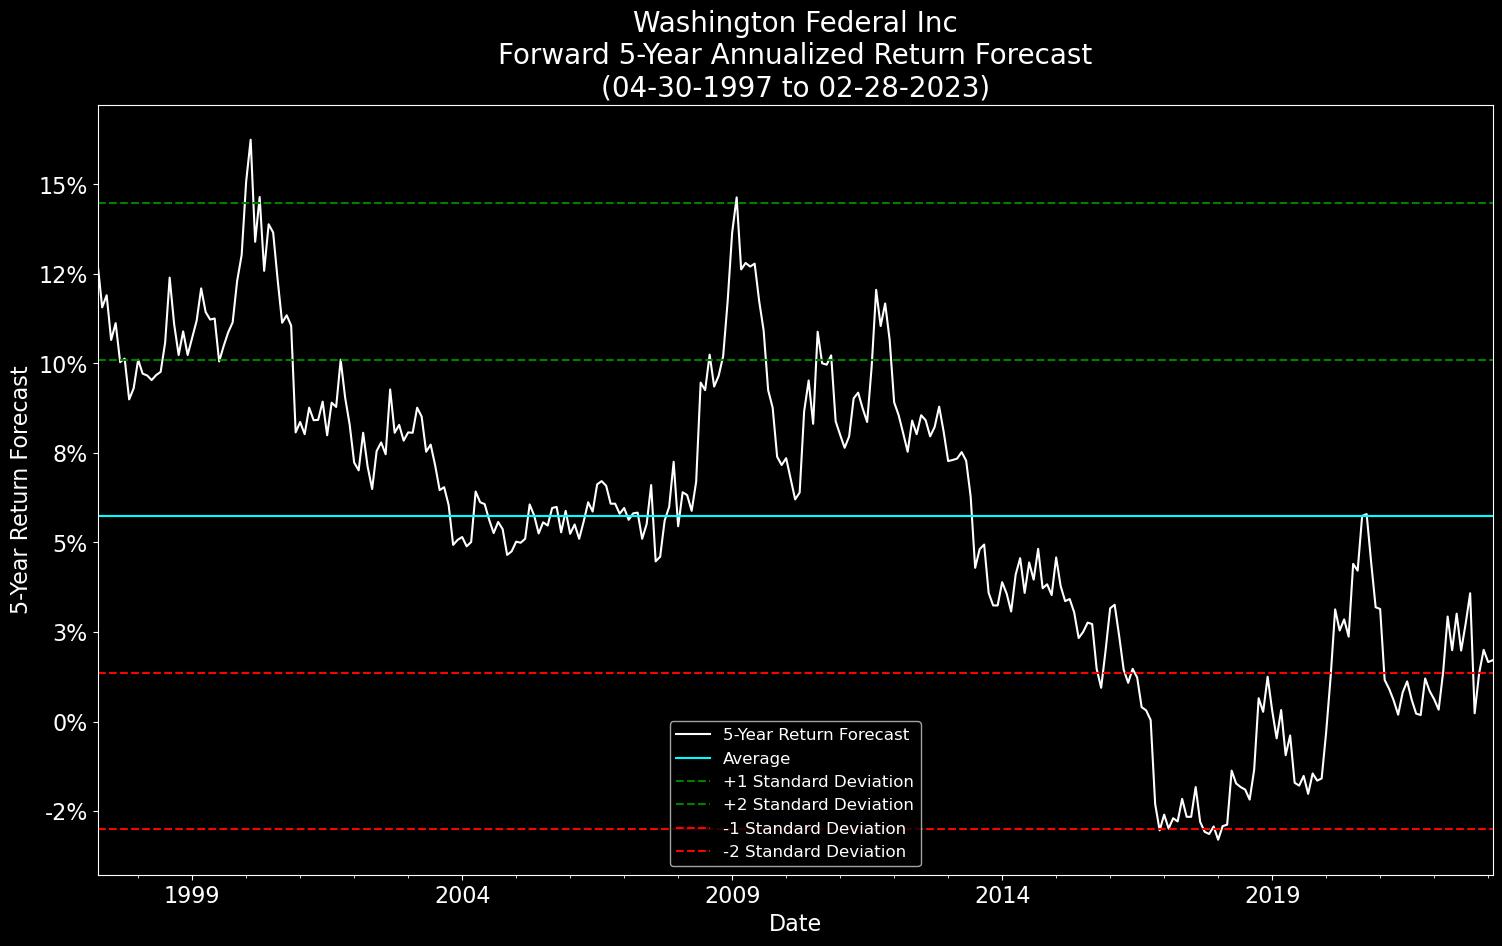 Washington Federal Inc
Forward 5-Year Annualized Return Forecast
(04-30-1997 to 02-28-2023)
5-Year Return Forecast
15%
12%
10%
8%
5%
3%
0%
-2%
5-Year Return Forecast
Average
+1 Standard Deviation
+2 Standard Deviation
-1 Standard Deviation
-2 Standard Deviation
1999 2004 2009 2014 2019
Date